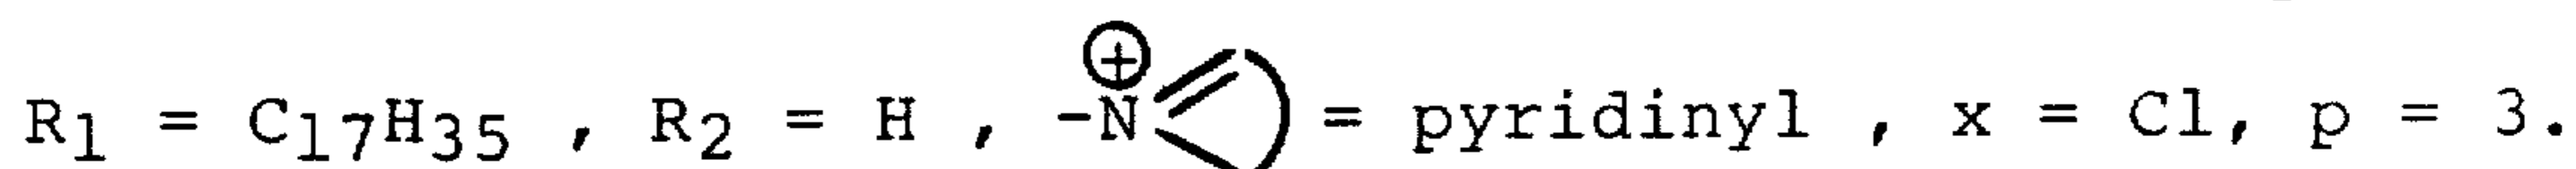 R1 = C17H35 , R2 = H , -N⊕ = pyridinyl , x = Cl, p = 3.